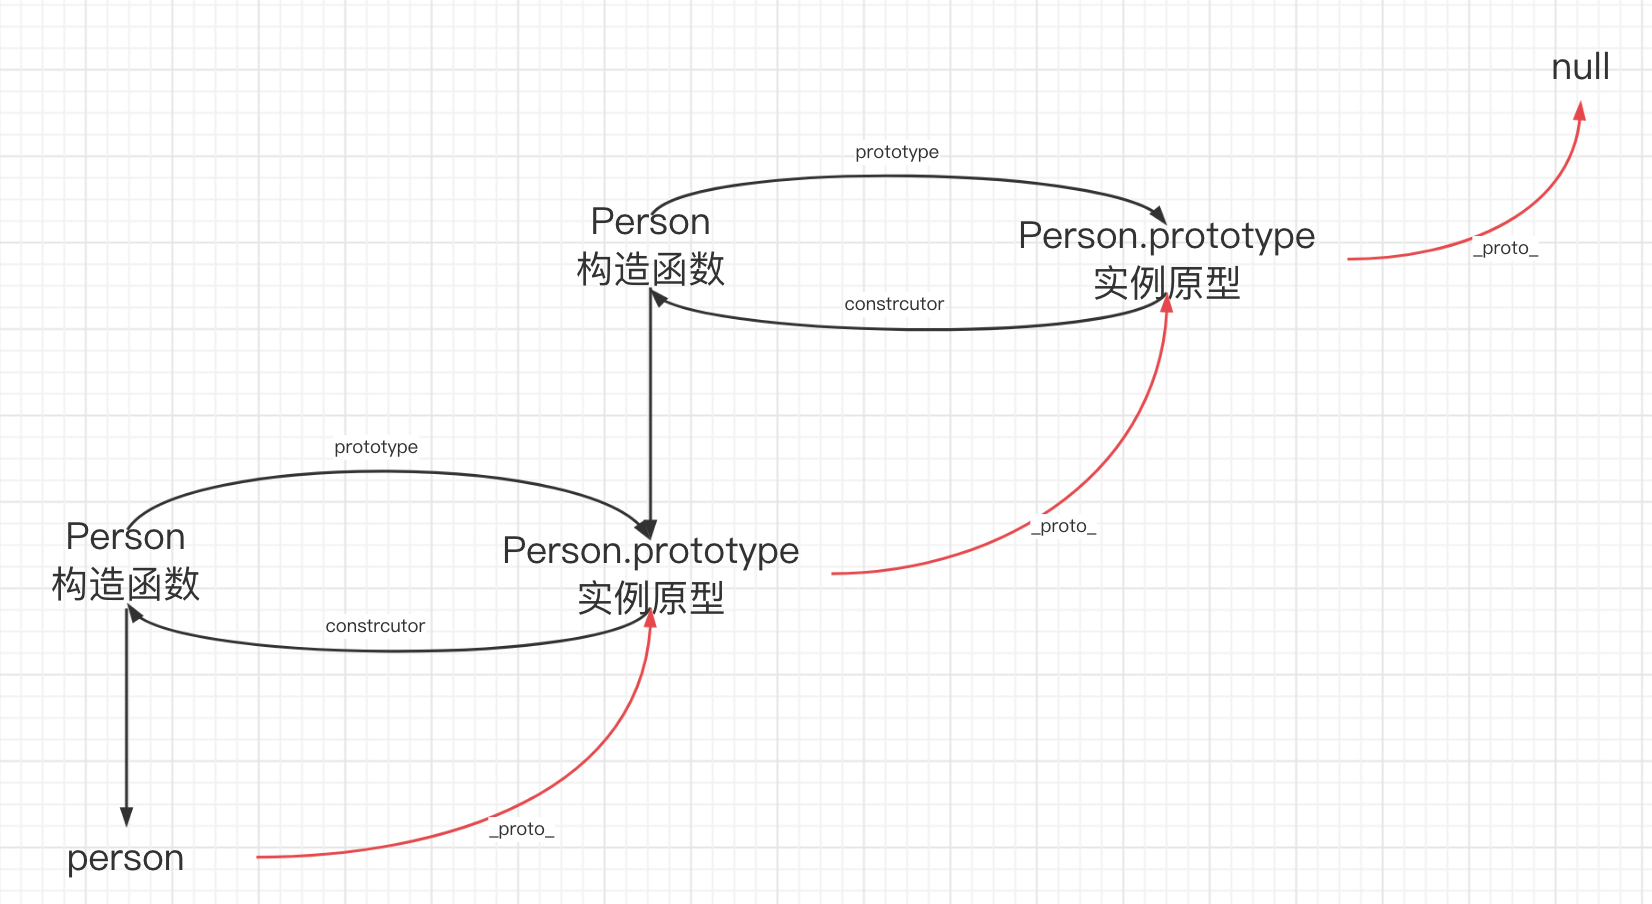 null
prototype
Person
构造函数
Person.prototype
实例原型
_proto_
constrcutor
prototype
_proto_
Person
构造函数
Person.prototype
实例原型
constrcutor
_proto_
person